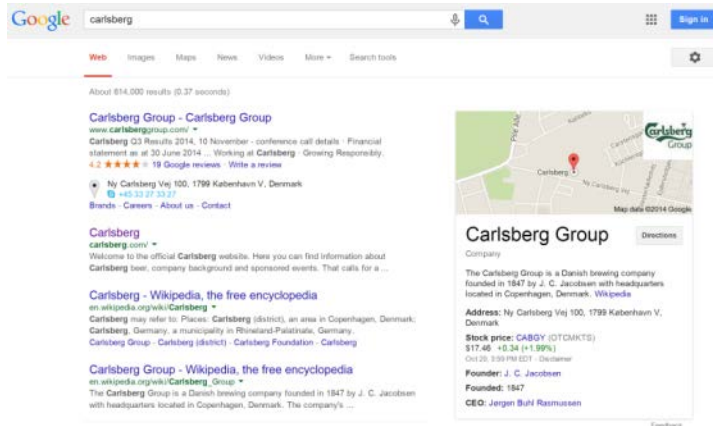 Google
carlsberg
Sign in
Web Images Maps News Videos More Search tools
About 814,000 results (0.37 seconds)
Carlsberg Group - Carlsberg Group
www.carlsberggroup.com/
Carlsberg Q3 Results 2014, 10 November - conference call details · Financial
statement as at 30 June 2014 ... Working at Carlsberg · Growing Responsibly.
4.2 19 Google reviews · Write a review
Ny Carlsberg Vej 100, 1799 København V, Denmark
+45 33 27 33 27
Brands - Careers - About us - Contact
Carlsberg
carlsberg.com/
Welcome to the official Carlsberg website. Here you can find information about
Carlsberg beer, company background and sponsored events. That calls for a ...
Carlsberg - Wikipedia, the free encyclopedia
en.wikipedia.org/wiki/Carlsberg
Carlsberg may refer to: Places: Carlsberg (district), an area in Copenhagen, Denmark;
Carlsberg, Germany, a municipality in Rhineland-Palatinate, Germany.
Carlsberg Group - Carlsberg (district) - Carlsberg Foundation - Carlsberg
Carlsberg Group - Wikipedia, the free encyclopedia
en.wikipedia.org/wiki/Carlsberg_Group
The Carlsberg Group is a Danish brewing company founded in 1847 by J. C. Jacobsen
with headquarters located in Copenhagen, Denmark. The company's ...
Carlsberg
Group
Carlsberg
Ny Carlsberg Vej
Map data ©2014 Google
Carlsberg Group
Directions
Company
The Carlsberg Group is a Danish brewing company
founded in 1847 by J. C. Jacobsen with headquarters
located in Copenhagen, Denmark. Wikipedia
Address: Ny Carlsberg Vej 100, 1799 København V,
Denmark
Stock price: CABGY (OTCMKTS)
$17.46 +0.34 (+1.99%)
Oct 20, 3:59 PM EDT - Disclaimer
Founder: J. C. Jacobsen
Founded: 1847
CEO: Jørgen Buhl Rasmussen
Feedback